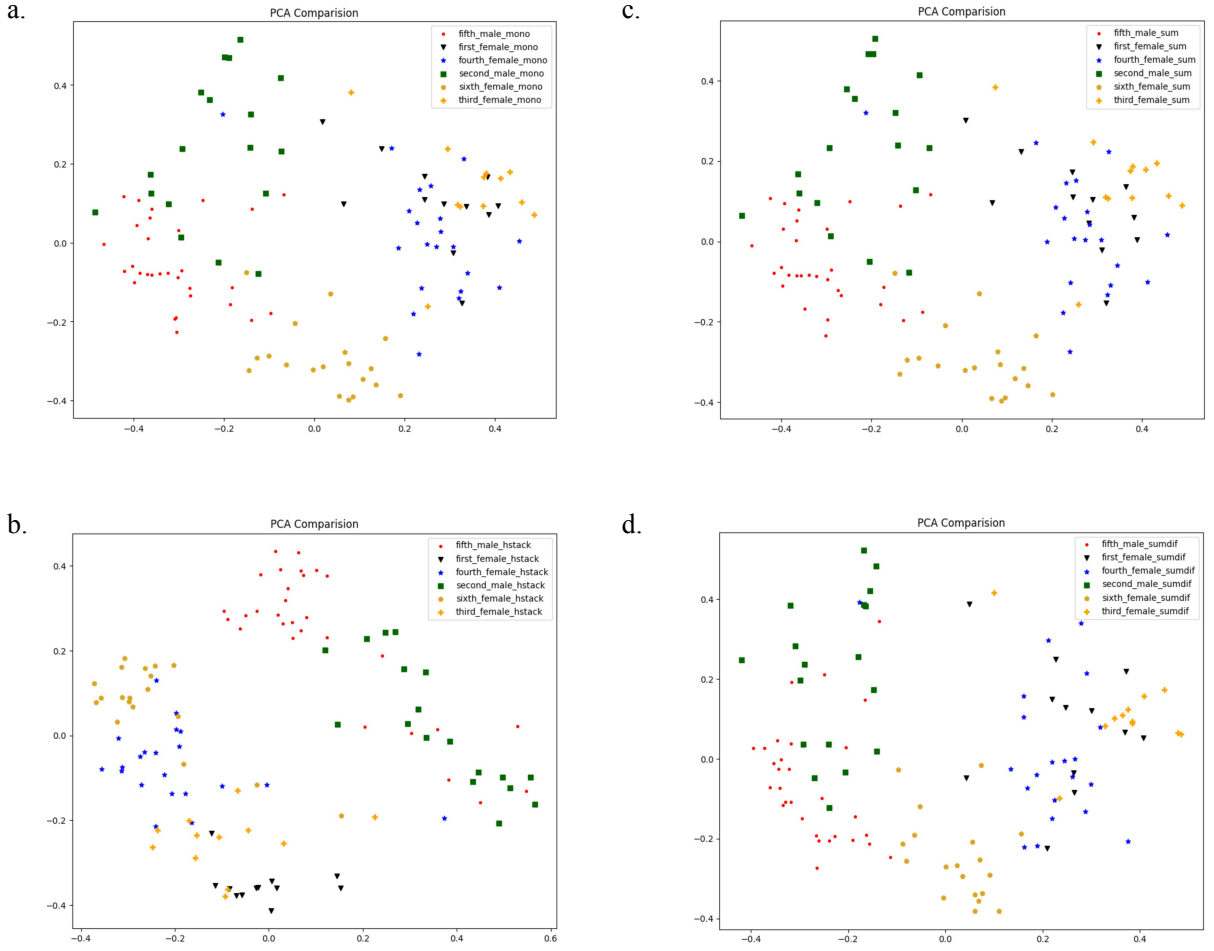 a.
PCA Comparision
fifth_male_mono
first_female_mono
fourth_female_mono
second_male_mono
sixth_female_mono
third_female_mono
0.4
0.2
0.0
−0.2
−0.4
−0.4
−0.2
0.0
0.2
0.4
c.
PCA Comparision
fifth_male_sum
first_female_sum
fourth_female_sum
second_male_sum
sixth_female_sum
third_female_sum
0.4
0.2
0.0
−0.2
−0.4
−0.4
−0.2
0.0
0.2
0.4
b.
PCA Comparision
fifth_male_hstack
first_female_hstack
fourth_female_hstack
second_male_hstack
sixth_female_hstack
third_female_hstack
0.4
0.2
0.0
−0.2
−0.4
−0.4
−0.2
0.0
0.2
0.4
0.6
d.
PCA Comparision
fifth_male_sumdif
first_female_sumdif
fourth_female_sumdif
second_male_sumdif
sixth_female_sumdif
third_female_sumdif
0.4
0.2
0.0
−0.2
−0.4
−0.4
−0.2
0.0
0.2
0.4